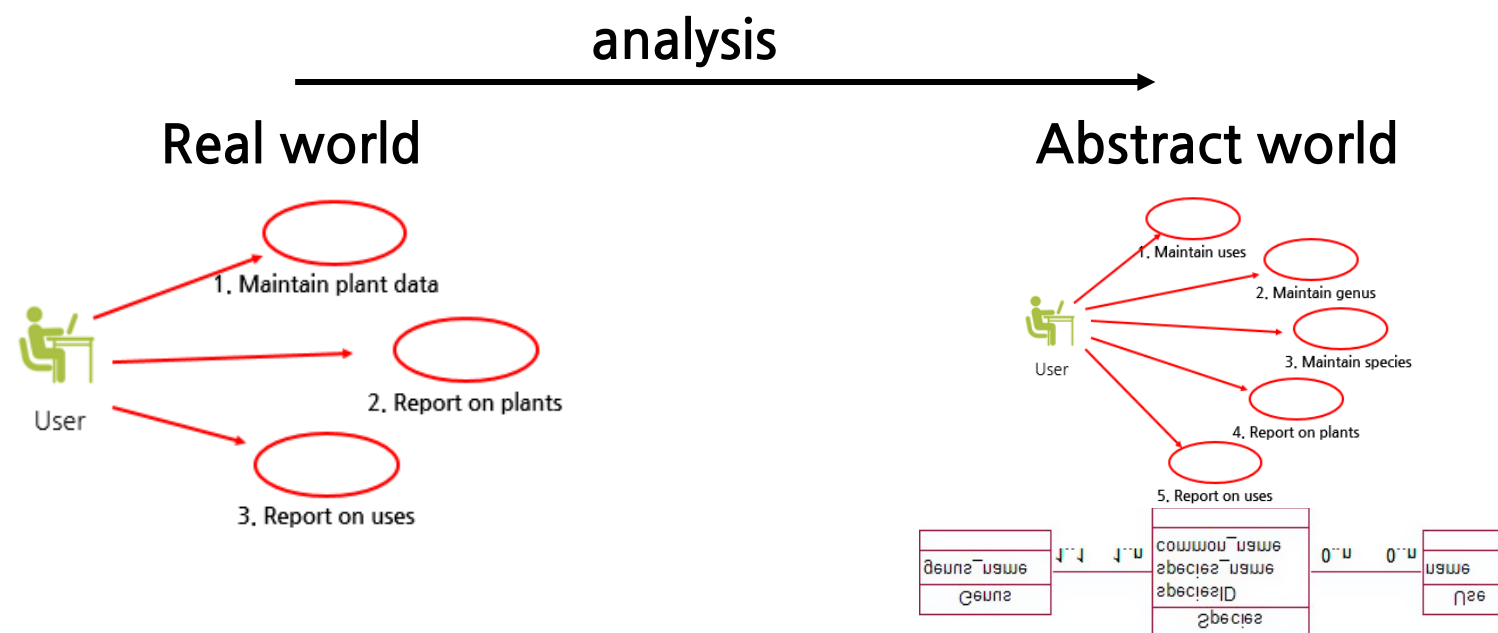 analysis
Real world
Abstract world
1. Maintain plant data
User
2. Report on plants
3. Report on uses
1. Maintain uses
2. Maintain genus
User
3. Maintain species
4. Report on plants
5. Report on uses
genus_name
Genus
1..1
1..n
common_name
species_name
speciesID
Species
0..n
0..n
name
Use